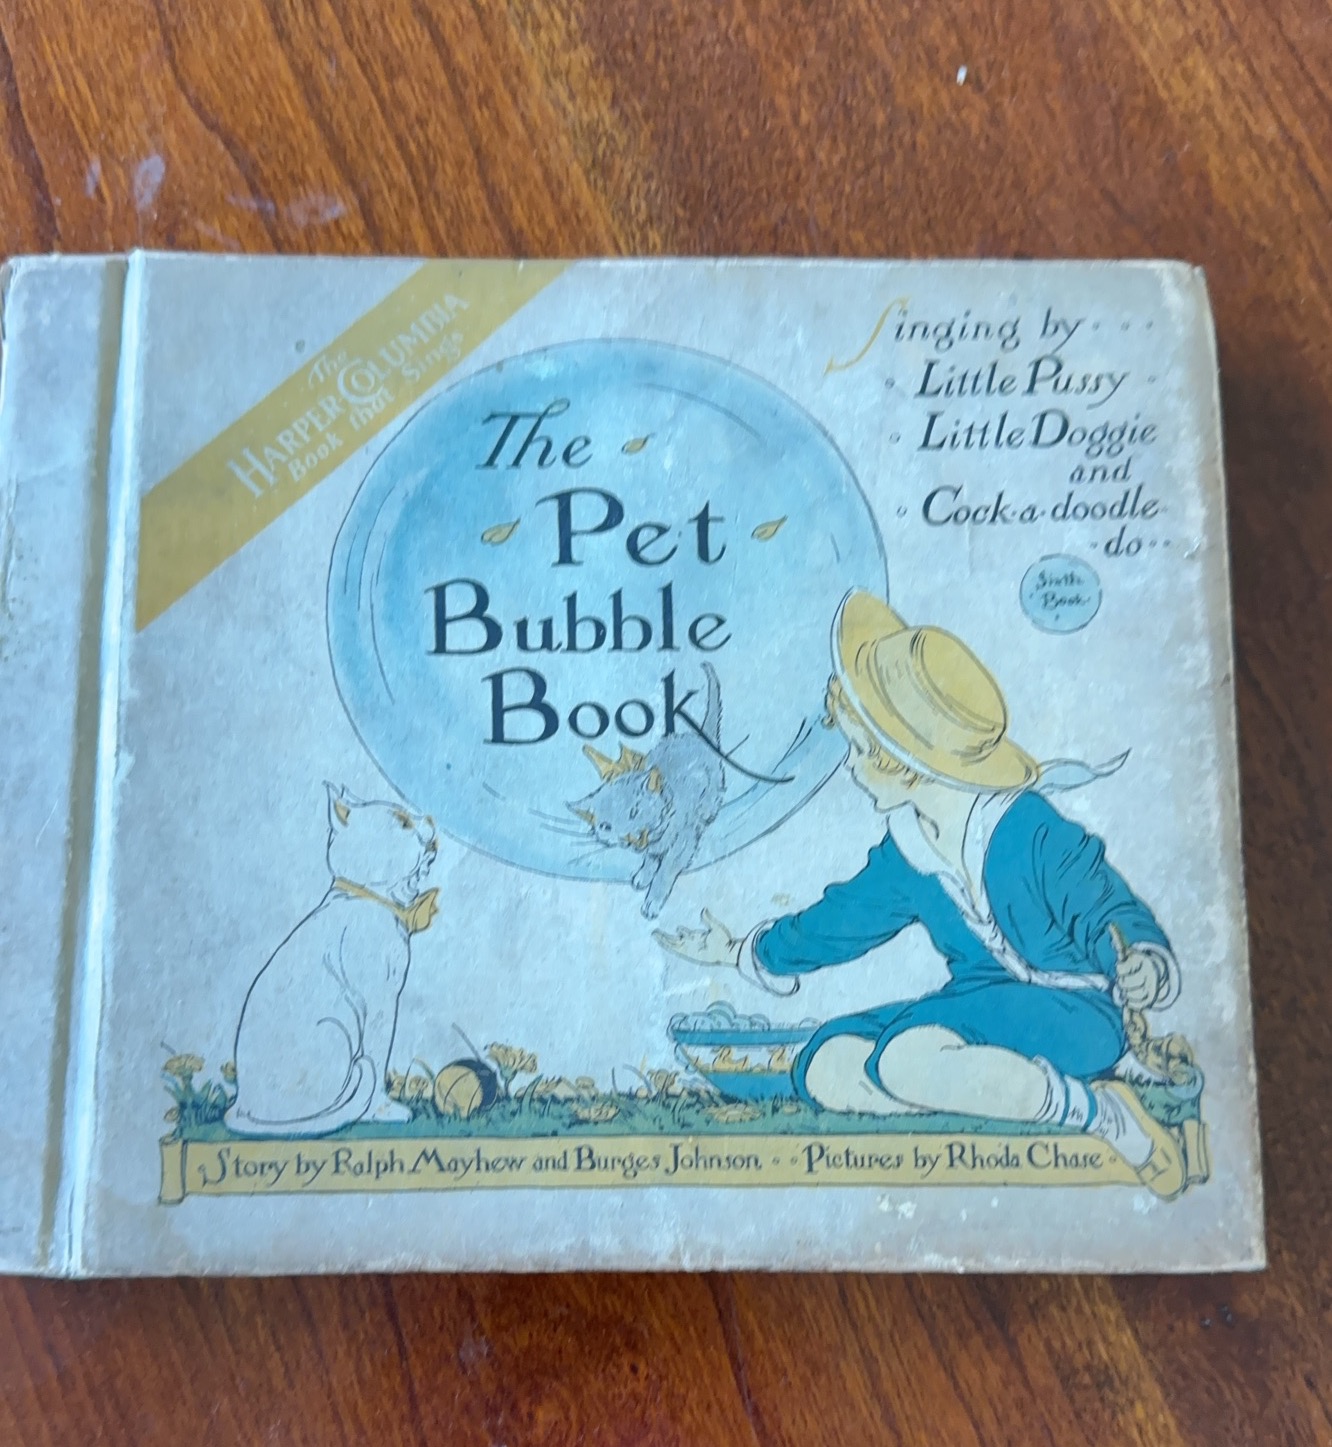 The
HARPER-COLUMBIA
Book that Sings
The
Pet
Bubble
Book
Singing by
Little Pussy
Little Doggie
and
Cock-a-doodle-
do
Sixth
Book
Story by Ralph Mayhew and Burges Johnson - Pictures by Rhoda Chase